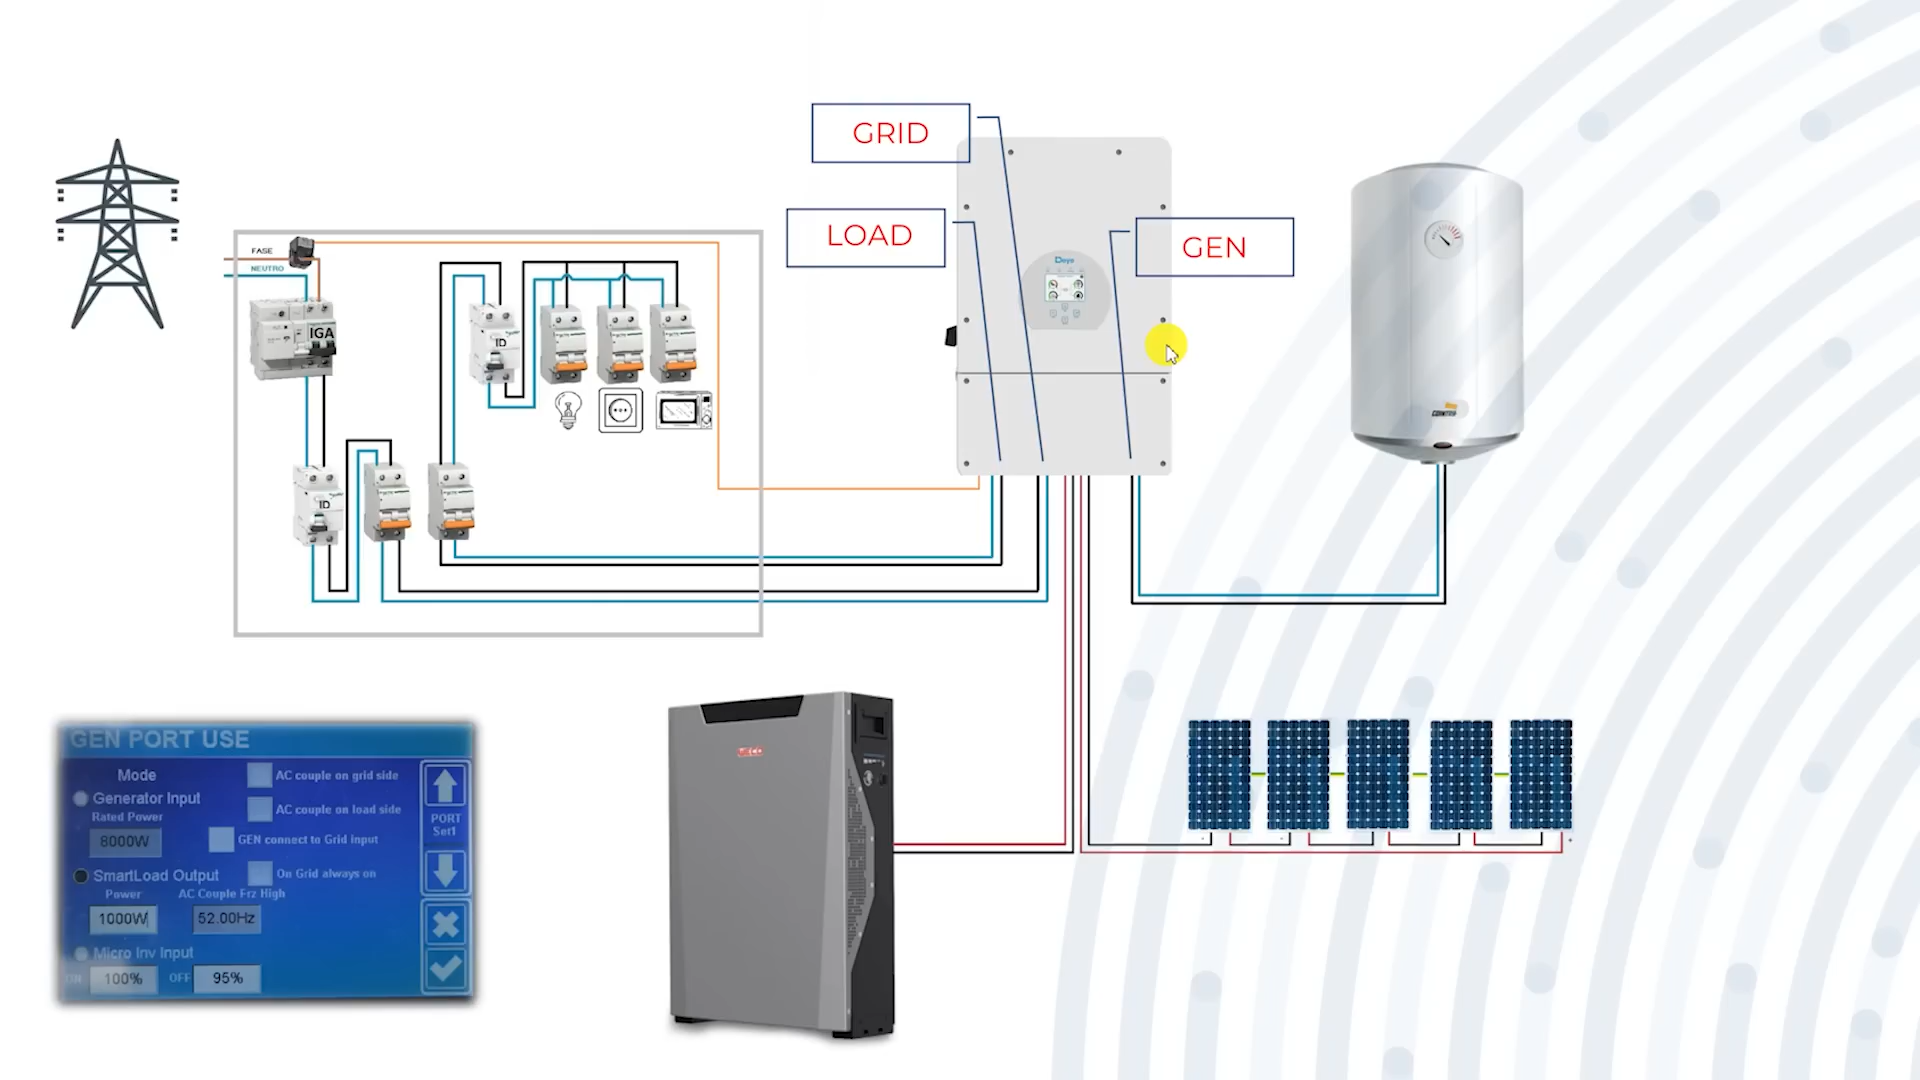 GRID
LOAD
GEN
FASE
NEUTRO
IGA
ID
ID
Deye
GEN PORT USE
Mode
Generator Input
Rated Power
8000W
SmartLoad Output
Power
AC Couple Frz High
1000W
52.00Hz
Micro Inv Input
ON
100%
OFF
95%
AC couple on grid side
AC couple on load side
GEN connect to Grid input
On Grid always on
PORT
Set1